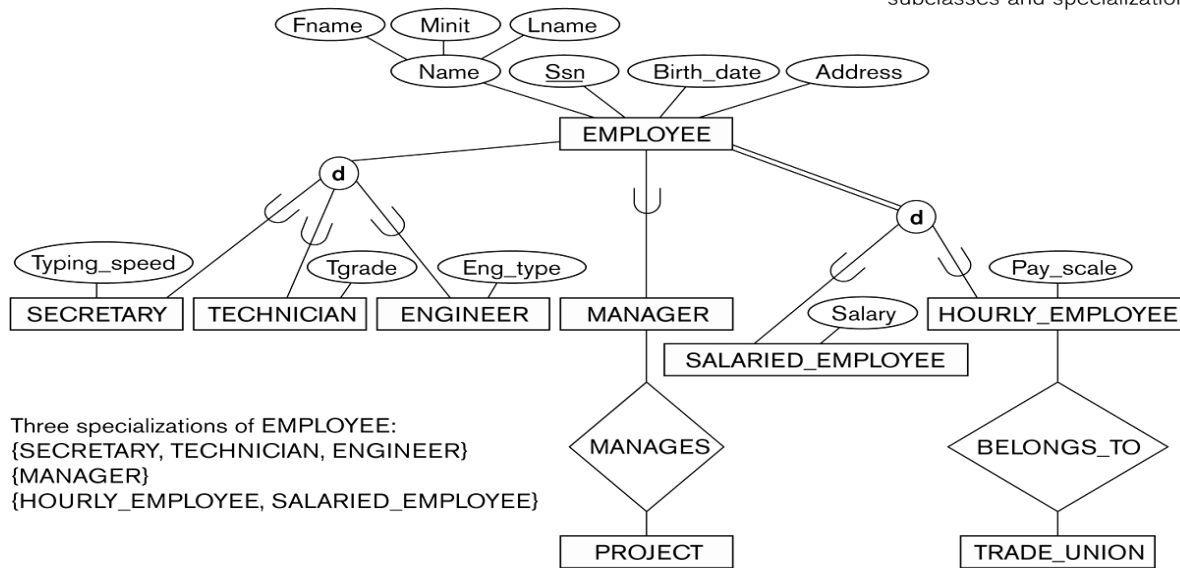 subclasses and specialization
Fname Minit Lname
Name Ssn Birth_date Address
EMPLOYEE
d
d
Typing_speed Tgrade Eng_type Pay_scale
SECRETARY TECHNICIAN ENGINEER MANAGER Salary HOURLY_EMPLOYEE
SALARIED_EMPLOYEE
Three specializations of EMPLOYEE:
{SECRETARY, TECHNICIAN, ENGINEER}
{MANAGER}
{HOURLY_EMPLOYEE, SALARIED_EMPLOYEE}
MANAGES BELONGS_TO
PROJECT TRADE_UNION